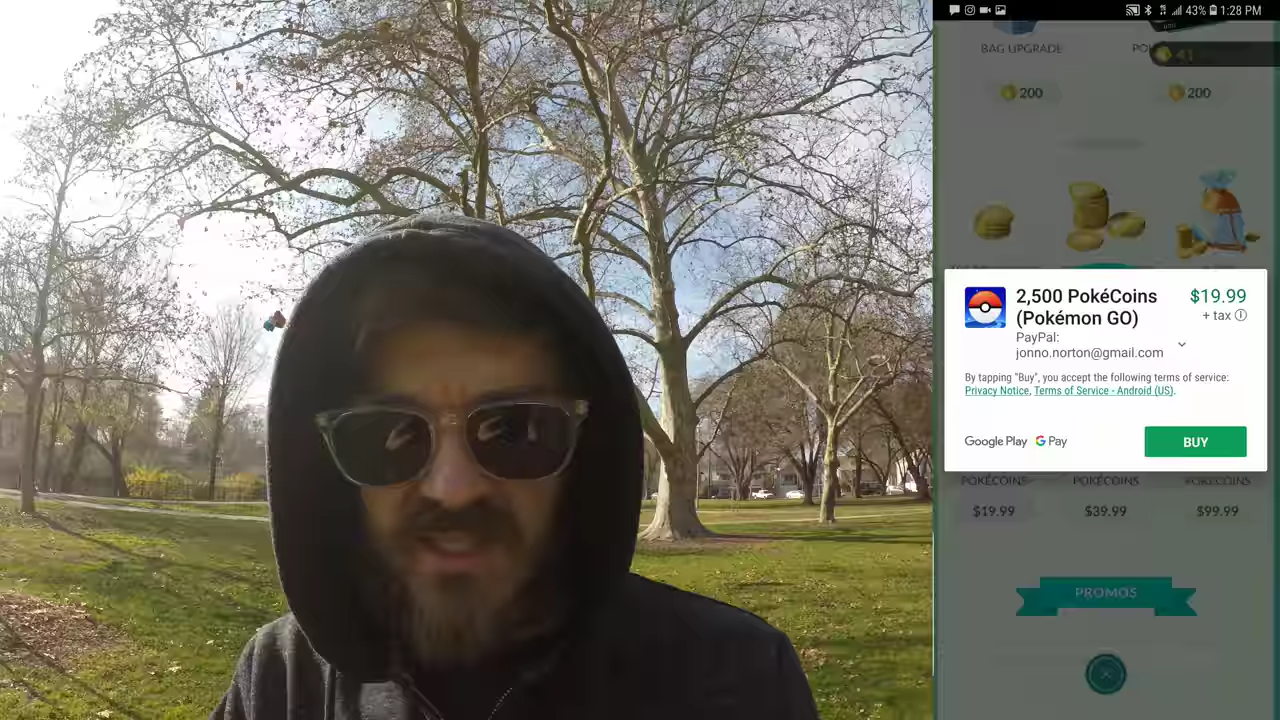 43% 1:28 PM
BAG UPGRADE
41
200
200
2,500 PokéCoins
(Pokémon GO)
$19.99
+ tax
PayPal:
jonno.norton@gmail.com
By tapping "Buy", you accept the following terms of service:
Privacy Notice, Terms of Service - Android (US).
Google Play G Pay
BUY
POKÉCOINS POKÉCOINS POKÉCOINS
$19.99 $39.99 $99.99
PROMOS